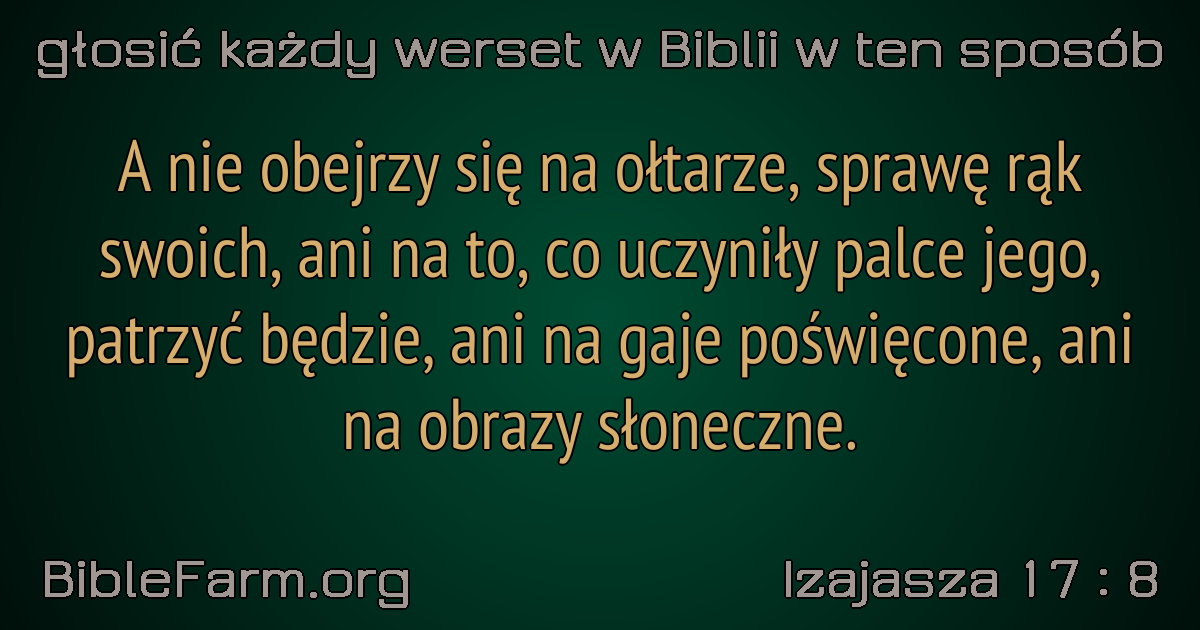 głosić każdy werset w Biblii w ten sposób
A nie obejrzy się na ołtarze, sprawę rąk
swoich, ani na to, co uczyniły palce jego,
patrzyć będzie, ani na gaje poświęcone, ani
na obrazy słoneczne.
BibleFarm.org
Izajasza 17 : 8